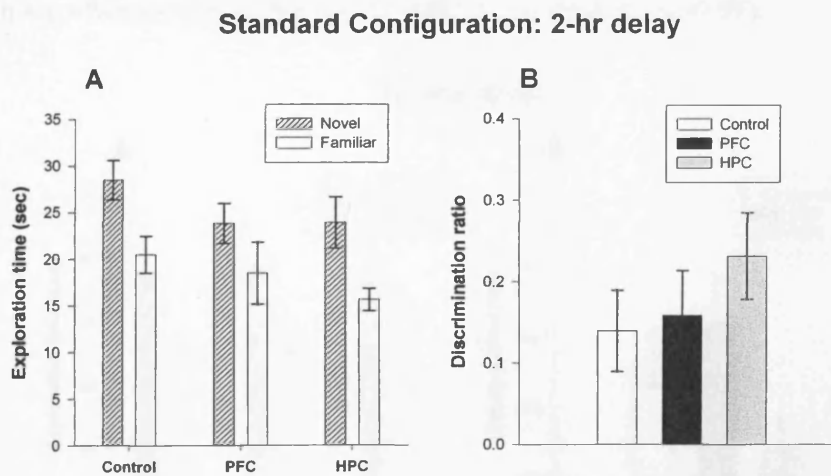 Standard Configuration: 2-hr delay
A
Exploration time (sec)
35
30
25
20
15
10
5
0
Novel
Familiar
Control
PFC
HPC
B
Discrimination ratio
0.4
0.3
0.2
0.1
0.0
Control
PFC
HPC